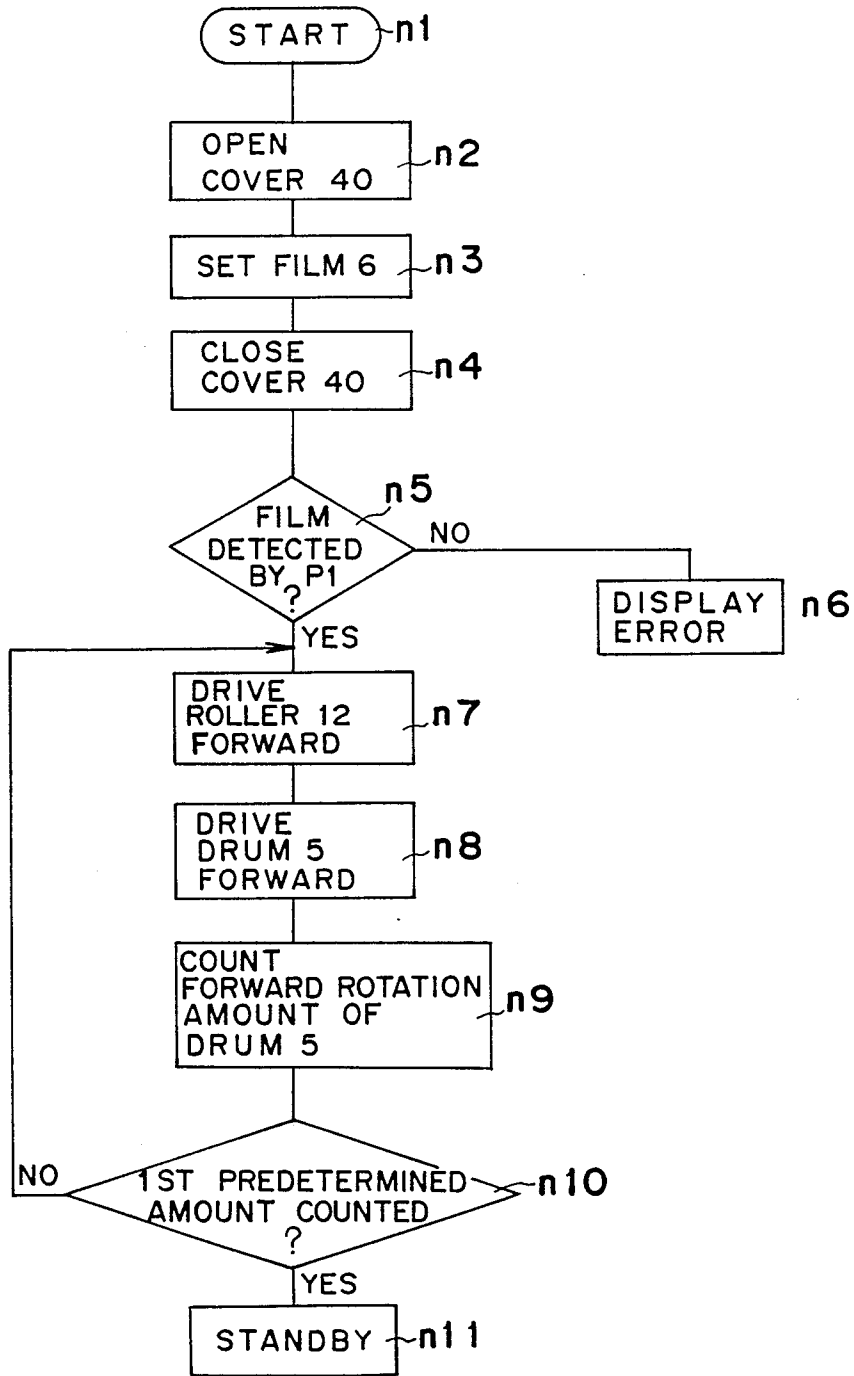 START
n1
OPEN
COVER 40
n2
SET FILM 6
n3
CLOSE
COVER 40
n4
n5
FILM
DETECTED
BY P1
?
NO
YES
DISPLAY
ERROR
n6
DRIVE
ROLLER 12
FORWARD
n7
DRIVE
DRUM 5
FORWARD
n8
COUNT
FORWARD ROTATION
AMOUNT OF
DRUM 5
n9
NO
1ST PREDETERMINED
AMOUNT COUNTED
?
n10
YES
STANDBY
n11